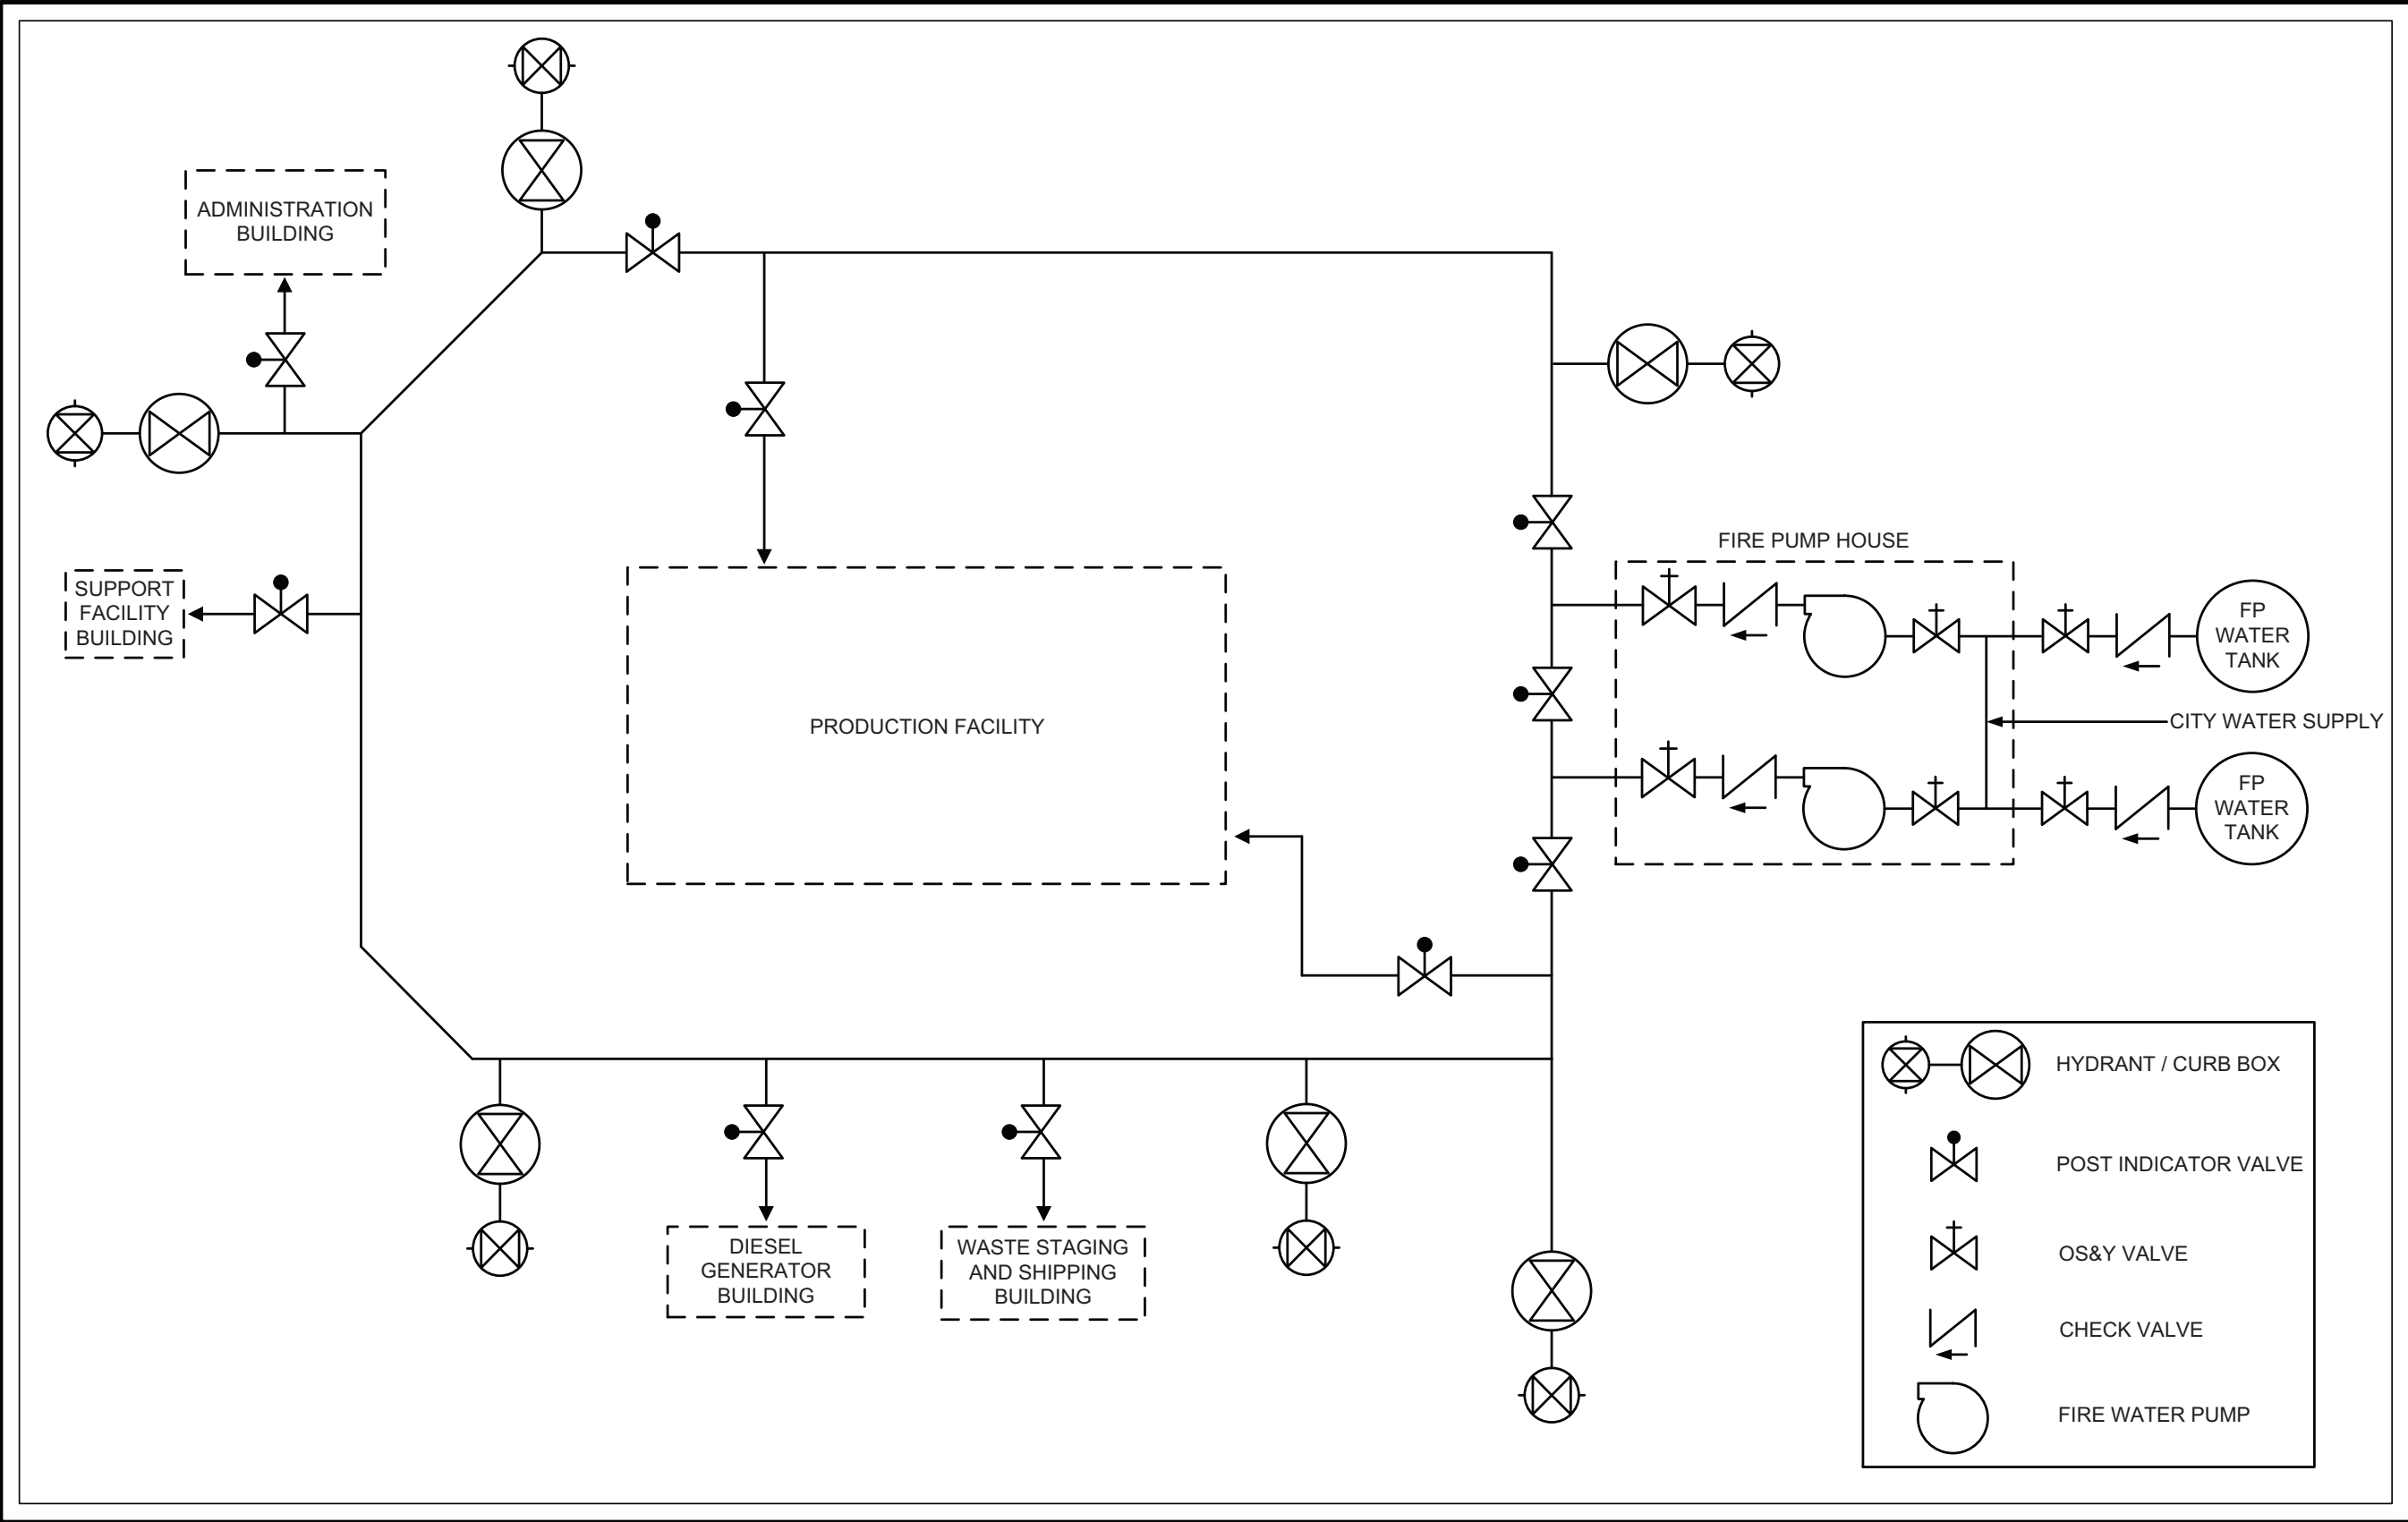 ADMINISTRATION
BUILDING
SUPPORT
FACILITY
BUILDING
PRODUCTION FACILITY
FIRE PUMP HOUSE
FP
WATER
TANK
CITY WATER SUPPLY
FP
WATER
TANK
DIESEL
GENERATOR
BUILDING
WASTE STAGING
AND SHIPPING
BUILDING
HYDRANT / CURB BOX
POST INDICATOR VALVE
OS&Y VALVE
CHECK VALVE
FIRE WATER PUMP